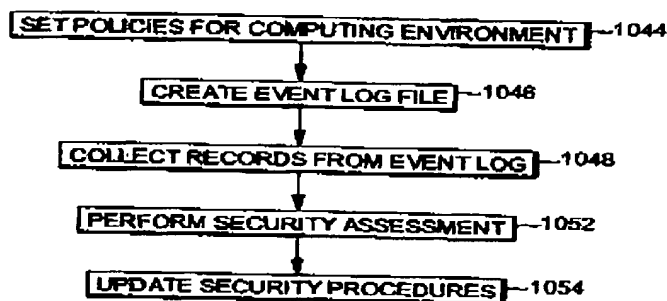 SET POLICIES FOR COMPUTING ENVIRONMENT 1044
CREATE EVENT LOG FILE 1046
COLLECT RECORDS FROM EVENT LOG 1048
PERFORM SECURITY ASSESSMENT 1052
UPDATE SECURITY PROCEDURES 1054